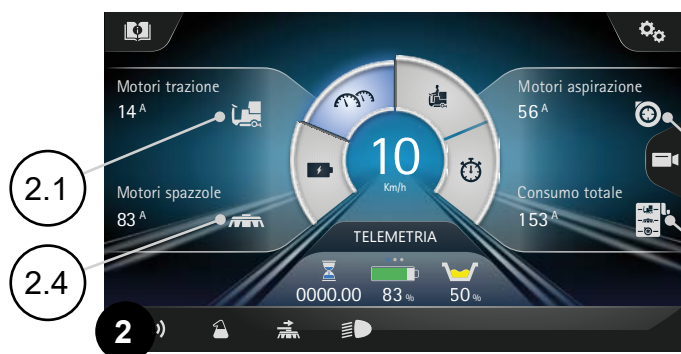 Motori trazione
14 A
Motori aspirazione
56 A
10
Km/h
2.1
Motori spazzole
83 A
Consumo totale
153 A
2.4
TELEMETRIA
0000.00 83 % 50 %
2